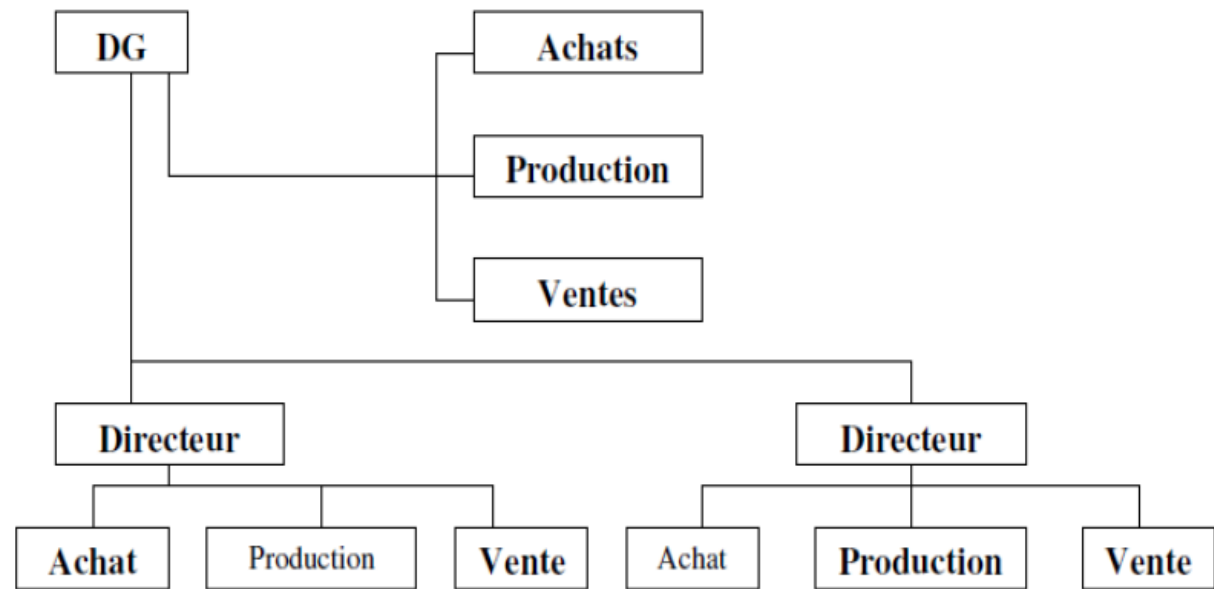 DG
Achats
Production
Ventes
Directeur
Directeur
Achat
Production
Vente
Achat
Production
Vente